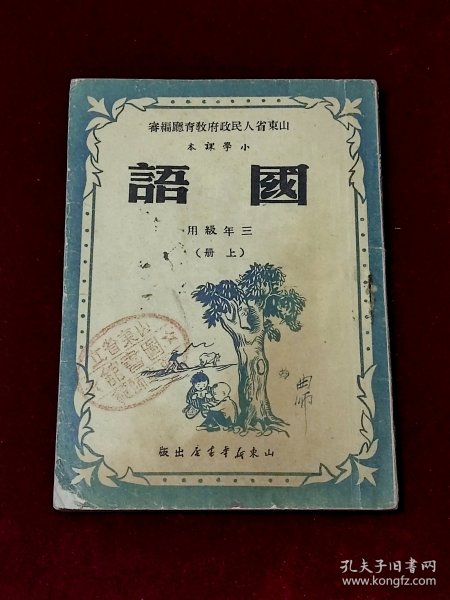 山東省人民政府教育廳編審
小學課本
國語
三年級用
（上冊）
山東新華書店出版
曲師
孔夫子旧书网
www.kongfz.com